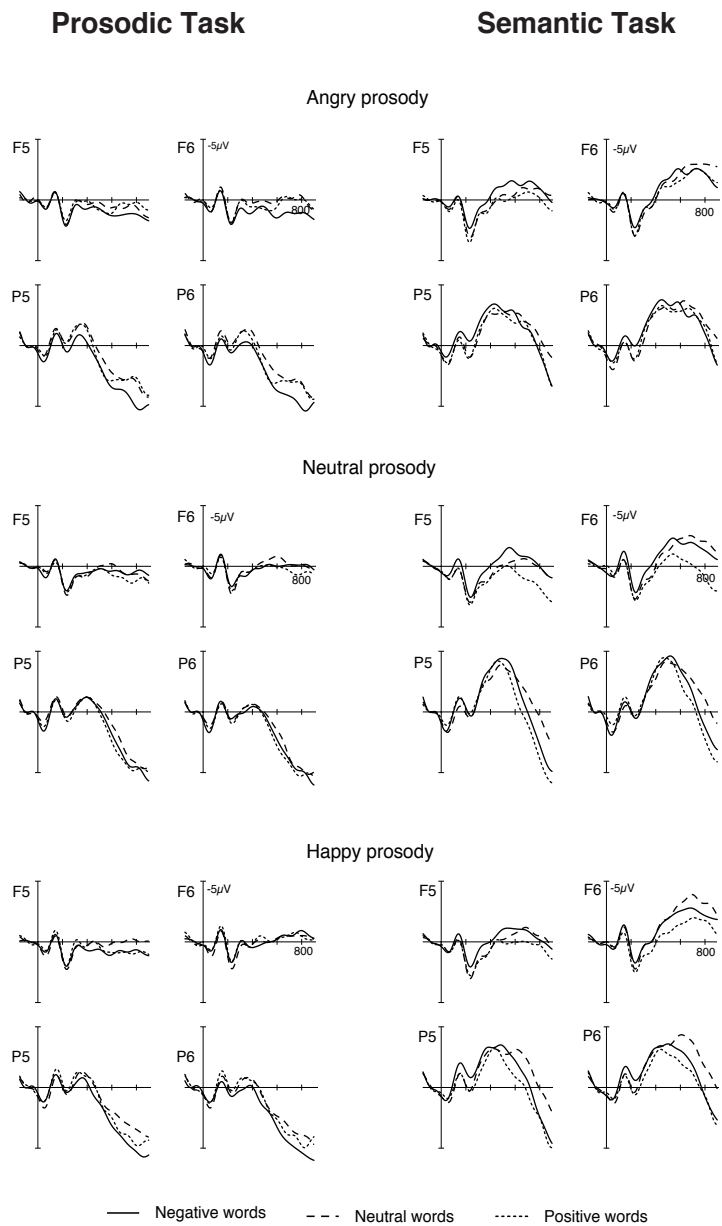 Prosodic Task Semantic Task
Angry prosody
F5 F6 -5µV F5 F6 -5µV
800 800
P5 P6 P5 P6
Neutral prosody
F5 F6 -5µV F5 F6 -5µV
800 800
P5 P6 P5 P6
Happy prosody
F5 F6 -5µV F5 F6 -5µV
800 800
P5 P6 P5 P6
Negative words Neutral words Positive words